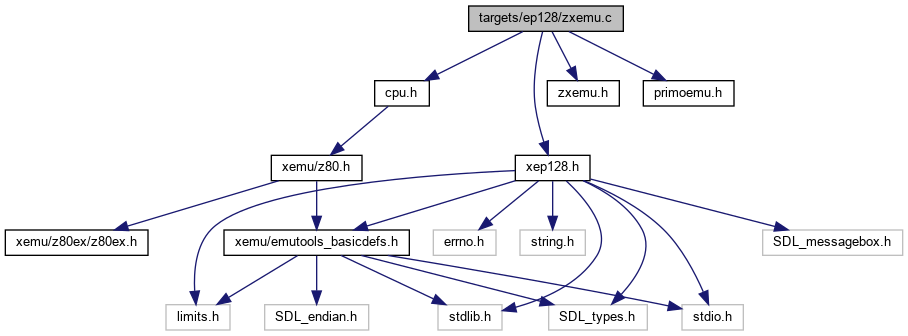 targets/ep128/zxemu.c
cpu.h
zxemu.h
primoemu.h
xemu/z80.h
xep128.h
xemu/z80ex/z80ex.h
xemu/emutools_basicdefs.h
errno.h
string.h
SDL_messagebox.h
limits.h
SDL_endian.h
stdlib.h
SDL_types.h
stdio.h